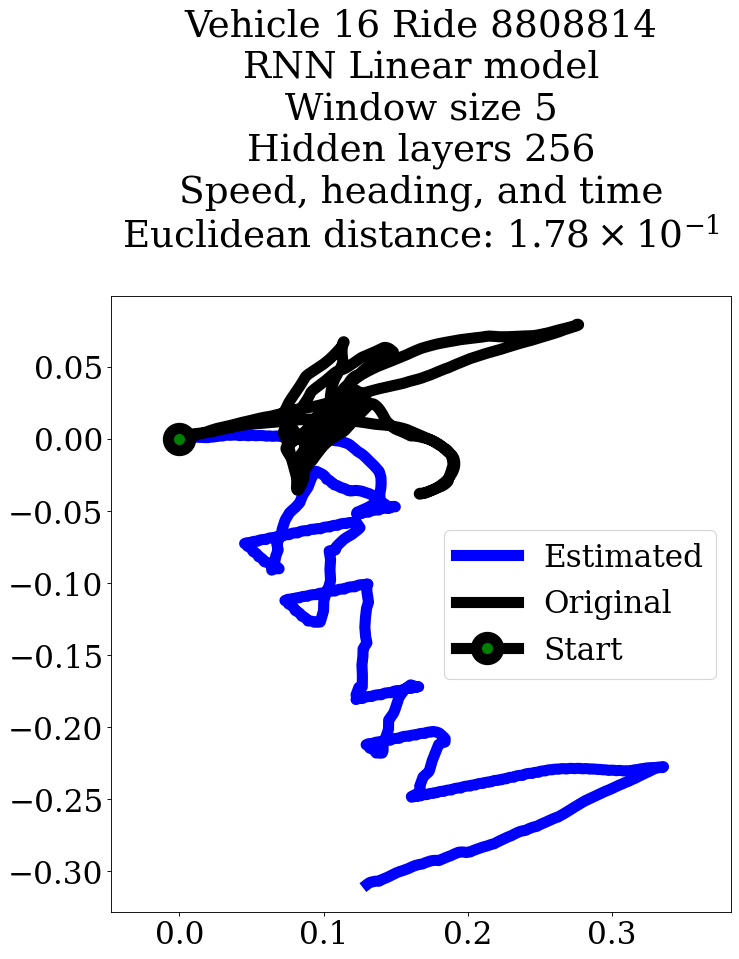 Vehicle 16 Ride 8808814
RNN Linear model
Window size 5
Hidden layers 256
Speed, heading, and time
Euclidean distance: 1.78 × 10⁻¹
0.05
0.00
−0.05
−0.10
−0.15
−0.20
−0.25
−0.30
Estimated
Original
Start
0.0 0.1 0.2 0.3